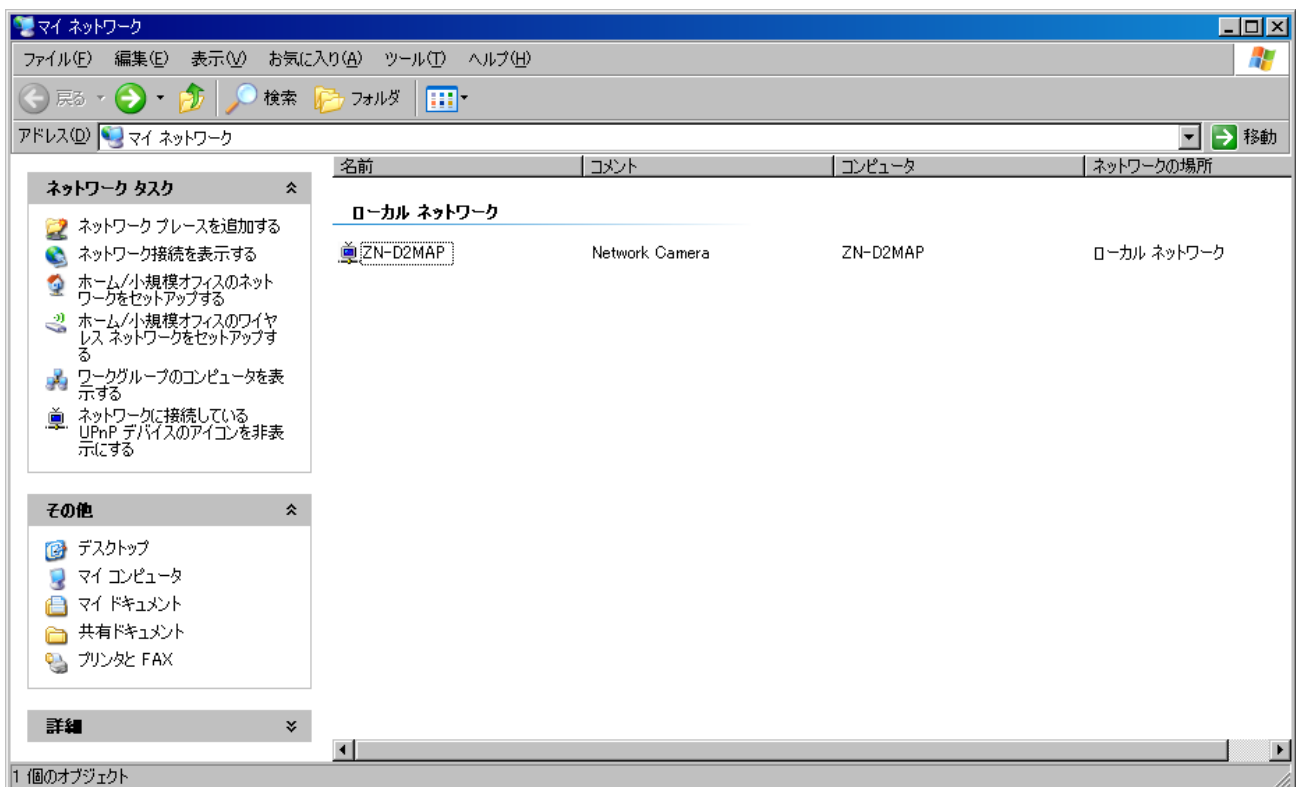 マイ ネットワーク
ファイル(F) 編集(E) 表示(V) お気に入り(A) ツール(T) ヘルプ(H)
戻る 検索 フォルダ
アドレス(D) マイ ネットワーク 移動
名前 コメント コンピュータ ネットワークの場所
ネットワーク タスク
ネットワーク プレースを追加する
ネットワーク接続を表示する
ホーム/小規模オフィスのネット
ワークをセットアップする
ホーム/小規模オフィスのワイヤ
レス ネットワークをセットアップす
る
ワークグループのコンピュータを表
示する
ネットワークに接続している
UPnP デバイスのアイコンを非表
示にする
ローカル ネットワーク
ZN-D2MAP Network Camera ZN-D2MAP ローカル ネットワーク
その他
デスクトップ
マイ コンピュータ
マイ ドキュメント
共有ドキュメント
プリンタと FAX
詳細
1 個のオブジェクト